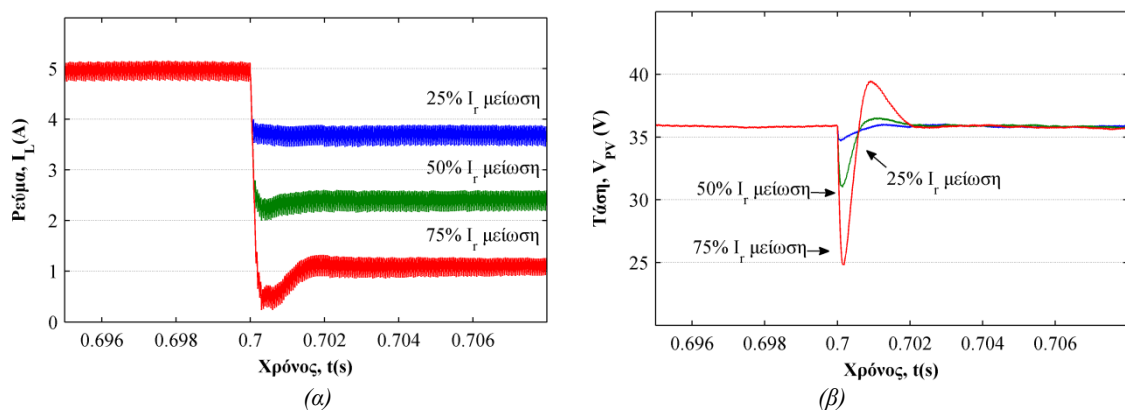 Ρεύμα, I_L(A)
5
4
3
2
1
0
25% I_r μείωση
50% I_r μείωση
75% I_r μείωση
0.696 0.698 0.7 0.702 0.704 0.706
Χρόνος, t(s)
(α)
Τάση, V_PV (V)
40
35
30
25
25% I_r μείωση
50% I_r μείωση
75% I_r μείωση
0.696 0.698 0.7 0.702 0.704 0.706
Χρόνος, t(s)
(β)